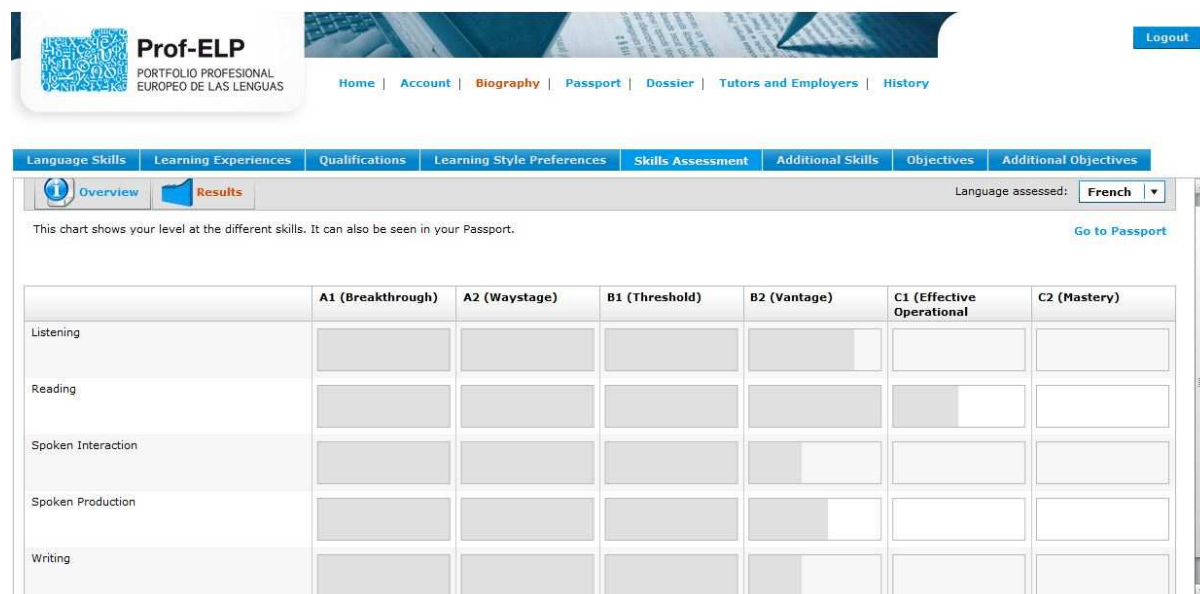 Logout
Prof-ELP
PORTFOLIO PROFESIONAL
EUROPEO DE LAS LENGUAS
Home | Account | Biography | Passport | Dossier | Tutors and Employers | History
Language Skills Learning Experiences Qualifications Learning Style Preferences Skills Assessment Additional Skills Objectives Additional Objectives
Overview Results Language assessed: French
This chart shows your level at the different skills. It can also be seen in your Passport. Go to Passport
A1 (Breakthrough) A2 (Waystage) B1 (Threshold) B2 (Vantage) C1 (Effective C2 (Mastery)
Operational
Listening
Reading
Spoken Interaction
Spoken Production
Writing